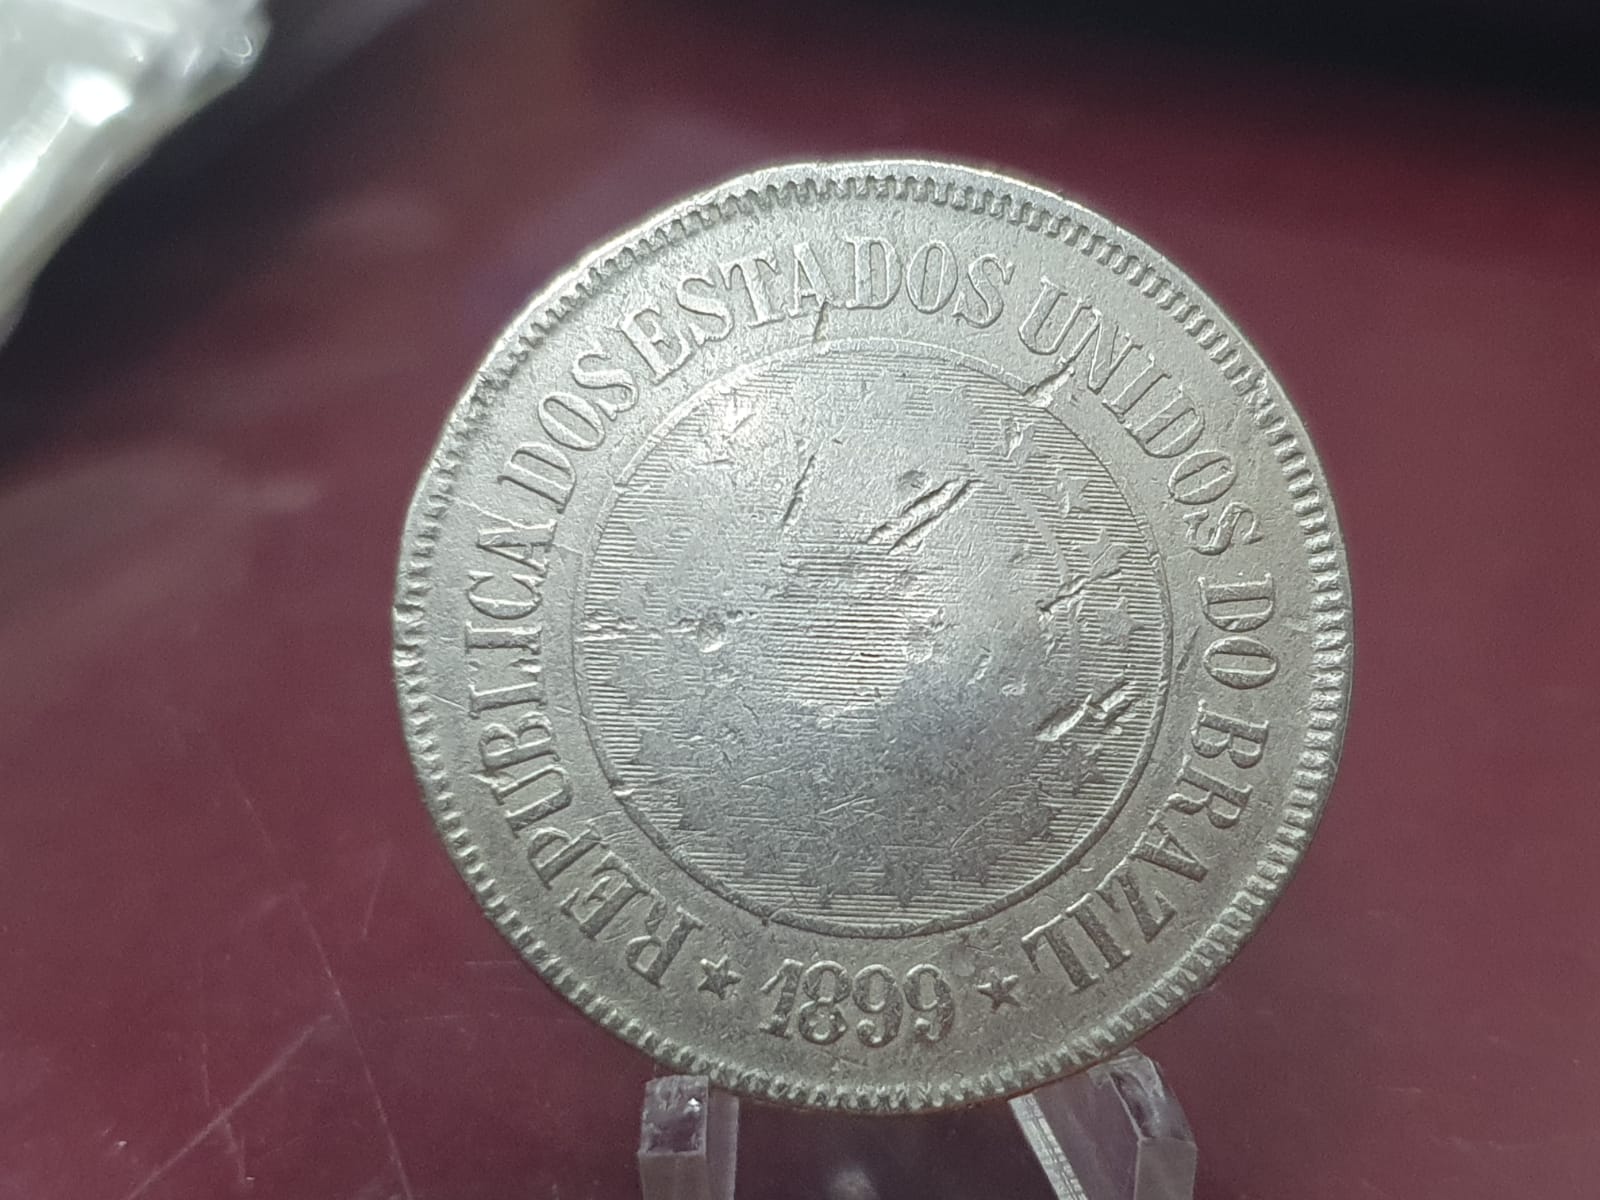 REPUBLICA DOS ESTADOS UNIDOS DO BRAZIL
★ 1899 ★